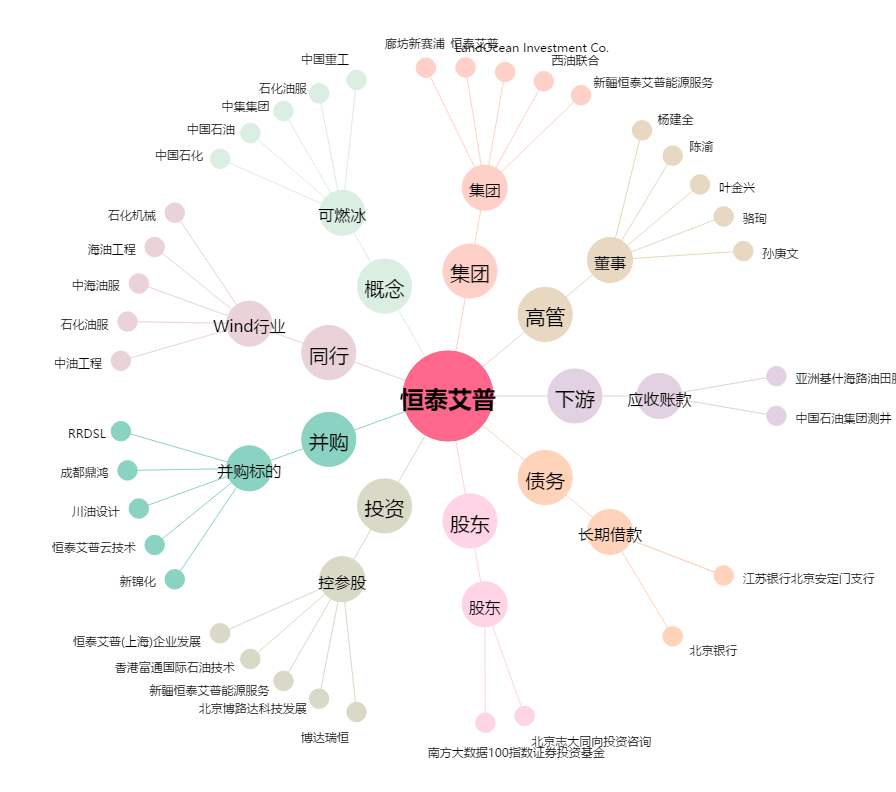 廊坊新赛浦
恒泰艾普
LandOcean Investment Co.
西油联合
新疆恒泰艾普能源服务
集团
集团
中国重工
石化油服
中集集团
中国石油
中国石化
可燃冰
概念
杨建全
陈渝
叶金兴
骆珣
孙庚文
董事
高管
石化机械
海油工程
中海油服
石化油服
中油工程
Wind行业
同行
恒泰艾普
下游
应收账款
亚洲基什海路油田服
中国石油集团测井
RRDSL
成都鼎鸿
川油设计
恒泰艾普云技术
新锦化
并购标的
并购
债务
长期借款
江苏银行北京安定门支行
北京银行
投资
控参股
恒泰艾普(上海)企业发展
香港富通国际石油技术
新疆恒泰艾普能源服务
北京博路达科技发展
博达瑞恒
股东
股东
北京志大同向投资咨询
南方大数据100指数证券投资基金